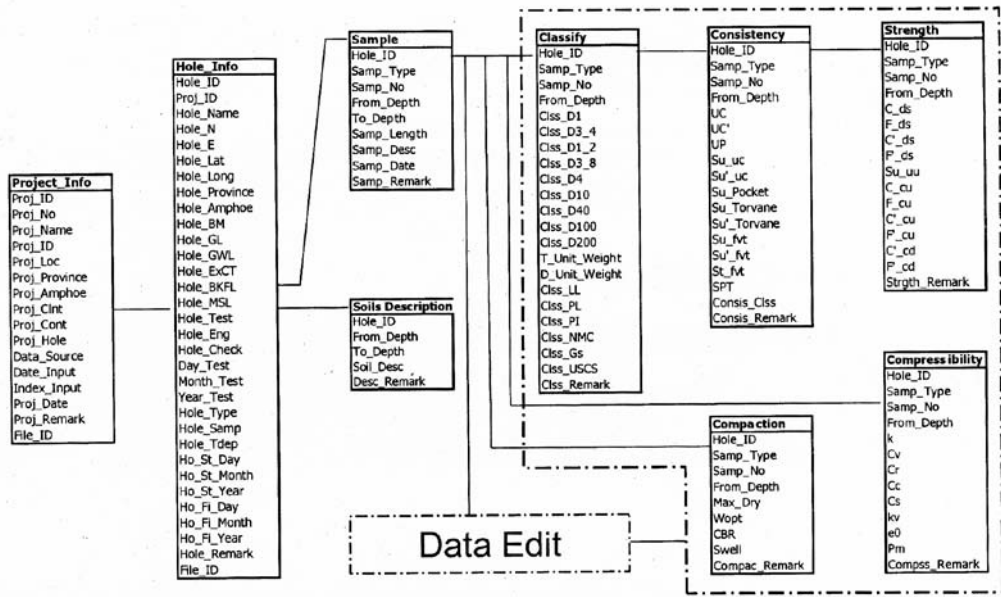 Project_Info
Proj_ID
Proj_No
Proj_Name
Proj_ID
Proj_Loc
Proj_Province
Proj_Amphoe
Proj_Clnt
Proj_Cont
Proj_Hole
Data_Source
Date_Input
Index_Input
Proj_Date
Proj_Remark
File_ID
Hole_Info
Hole_ID
Proj_ID
Hole_Name
Hole_N
Hole_E
Hole_Lat
Hole_Long
Hole_Province
Hole_Amphoe
Hole_BM
Hole_GL
Hole_GWL
Hole_ExCT
Hole_BKFL
Hole_MSL
Hole_Test
Hole_Eng
Hole_Check
Day_Test
Month_Test
Year_Test
Hole_Type
Hole_Samp
Hole_Tdep
Ho_St_Day
Ho_St_Month
Ho_St_Year
Ho_Fi_Day
Ho_Fi_Month
Ho_Fi_Year
Hole_Remark
File_ID
Sample
Hole_ID
Samp_Type
Samp_No
From_Depth
To_Depth
Samp_Length
Samp_Desc
Samp_Date
Samp_Remark
Soils Description
Hole_ID
From_Depth
To_Depth
Soil_Desc
Desc_Remark
Data Edit
Classify
Hole_ID
Samp_Type
Samp_No
From_Depth
Clss_D1
Clss_D3_4
Clss_D1_2
Clss_D3_8
Clss_D4
Clss_D10
Clss_D40
Clss_D100
Clss_D200
T_Unit_Weight
D_Unit_Weight
Clss_LL
Clss_PL
Clss_PI
Clss_NMC
Clss_Gs
Clss_USCS
Clss_Remark
Consistency
Hole_ID
Samp_Type
Samp_No
From_Depth
UC
UC'
UP
Su_uc
Su'_uc
Su_Pocket
Su_Torvane
Su'_Torvane
Su_fvt
Su'_fvt
St_fvt
SPT
Consis_Clss
Consis_Remark
Strength
Hole_ID
Samp_Type
Samp_No
From_Depth
C_ds
F_ds
C'_ds
F'_ds
Su_uu
C_cu
F_cu
C'_cu
F'_cu
C'_cd
F'_cd
Strgth_Remark
Compaction
Hole_ID
Samp_Type
Samp_No
From_Depth
Max_Dry
Wopt
CBR
Swell
Compac_Remark
Compressibility
Hole_ID
Samp_Type
Samp_No
From_Depth
k
Cv
Cr
Cc
Cs
kv
e0
Pm
Compss_Remark